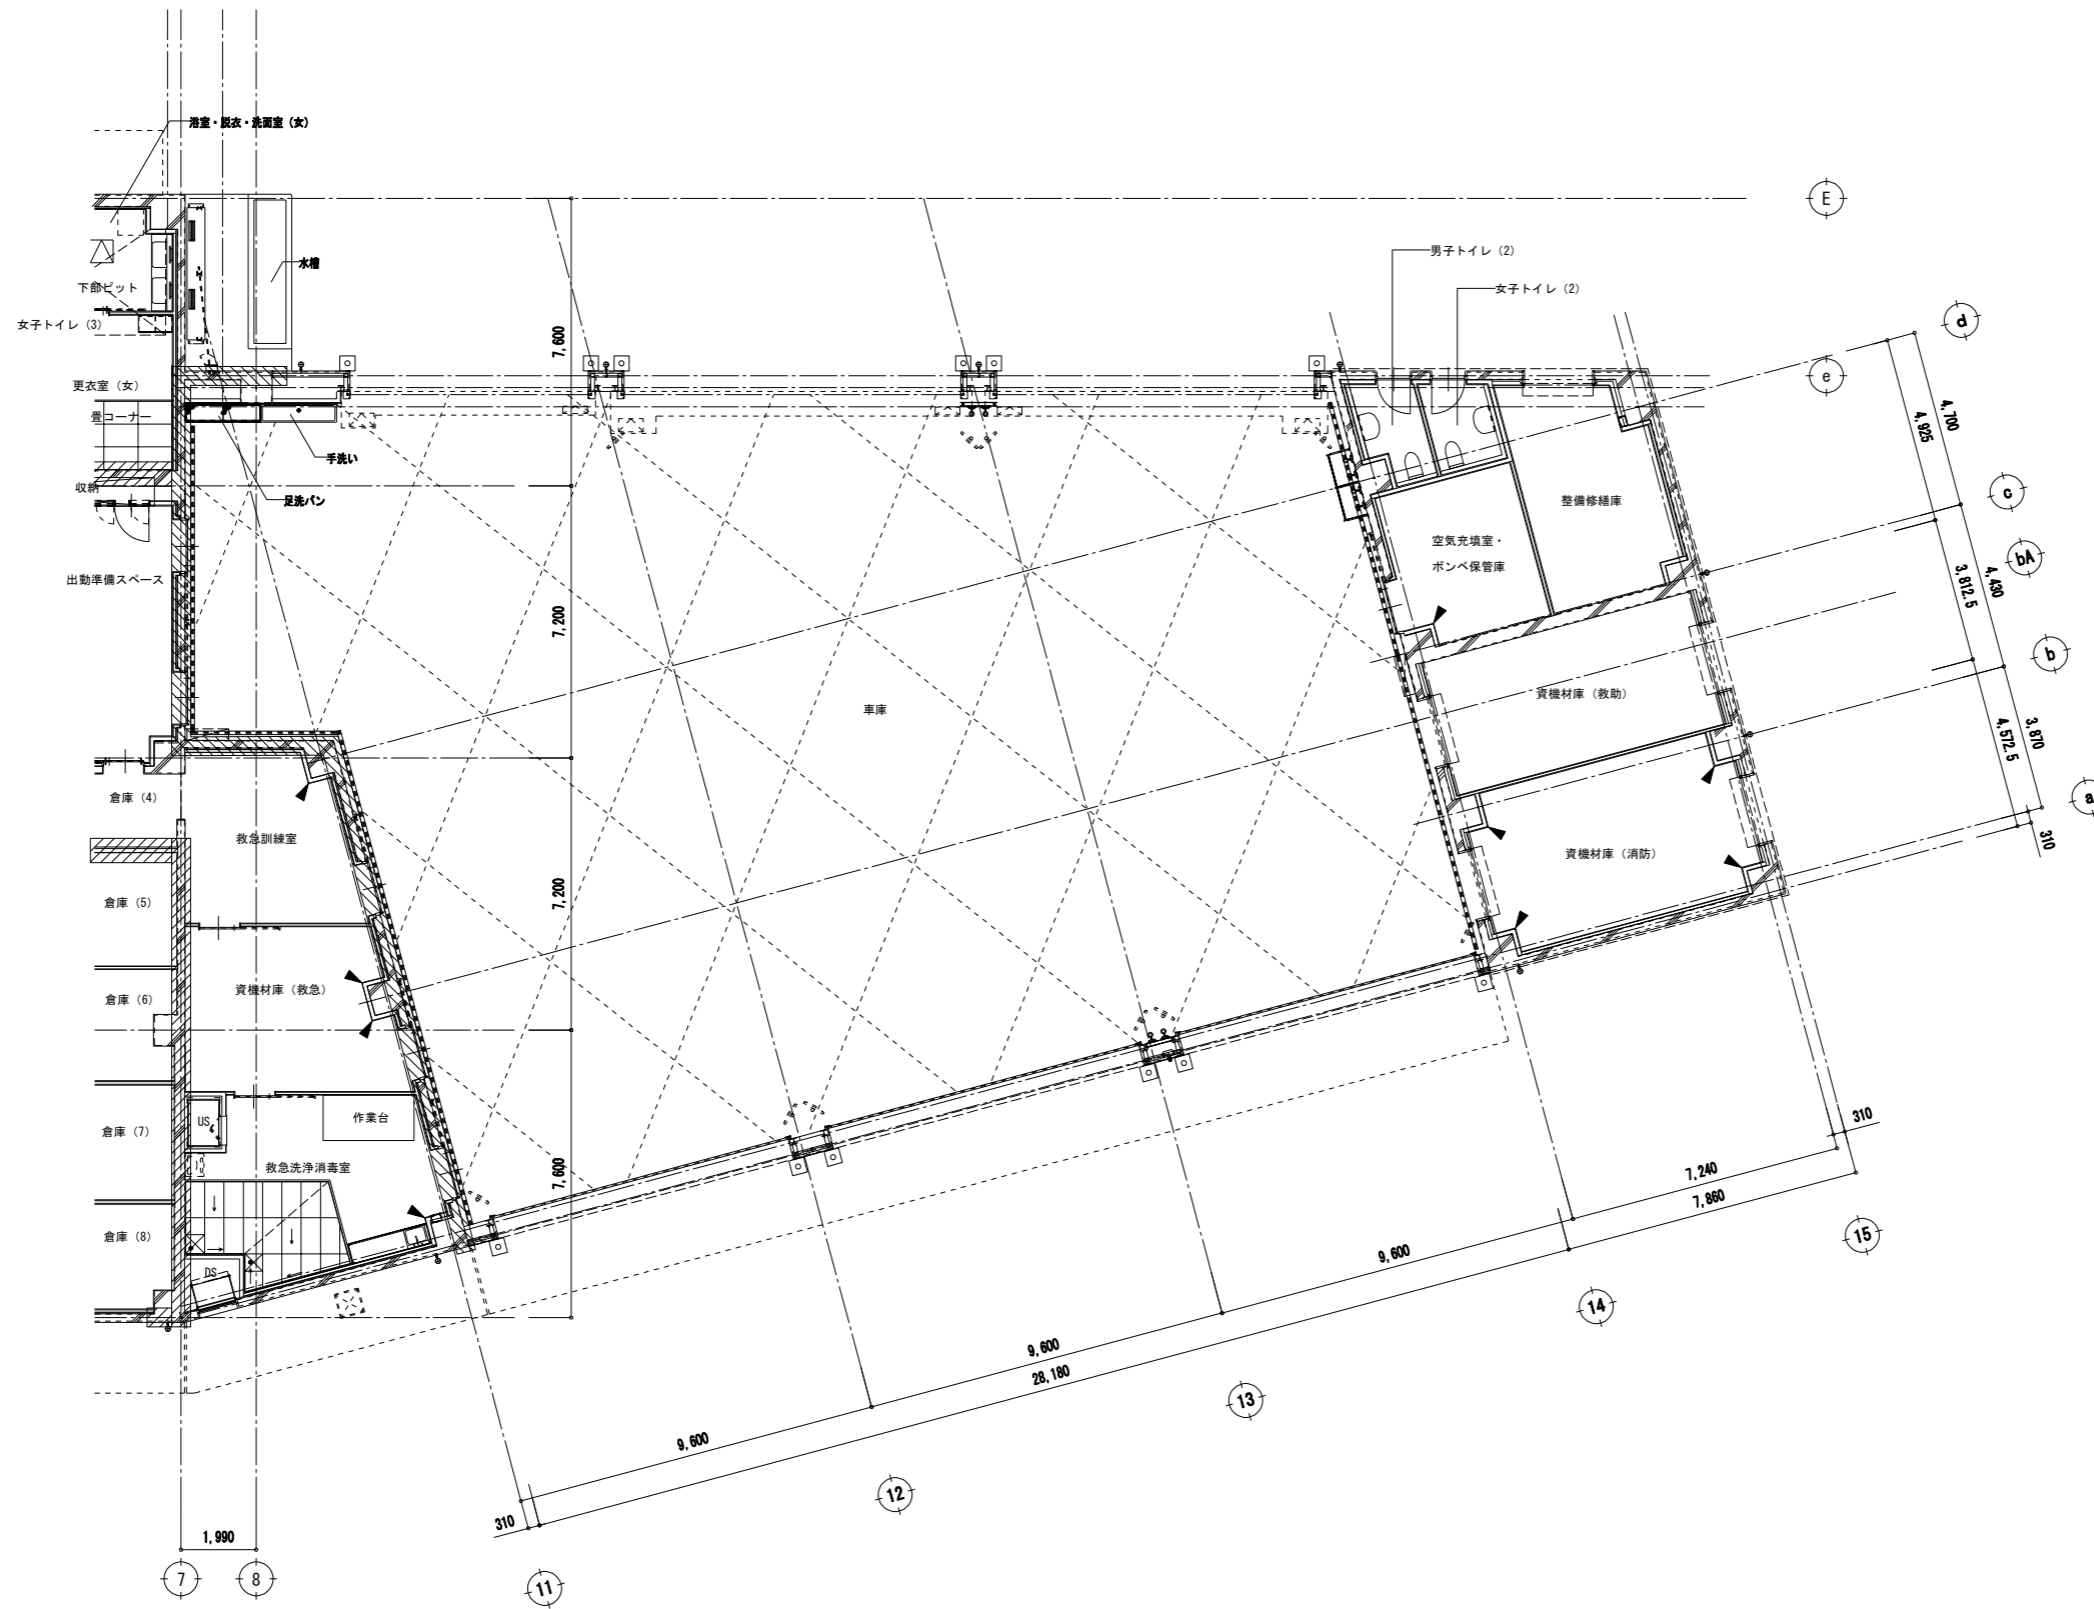 浴室・脱衣・洗面室（女）
E
水槽
男子トイレ（2）
女子トイレ（2）
下部ピット
女子トイレ（3）
7,600
d
e
更衣室（女）
畳コーナー
手洗い
足洗パン
収納
4,700
4,925
c
整備修繕庫
空気充填室・
ボンベ保管庫
bA
出動準備スペース
7,200
3,812.5
4,430
b
資機材庫（救助）
車庫
3,870
4,572.5
a
倉庫（4）
救急訓練室
資機材庫（消防）
310
倉庫（5）
7,200
資機材庫（救急）
倉庫（6）
US
作業台
倉庫（7）
310
救急洗浄消毒室
7,600
7,240
7,860
倉庫（8）
DS
15
9,600
14
9,600
28,180
13
9,600
12
310
1,990
7
8
11